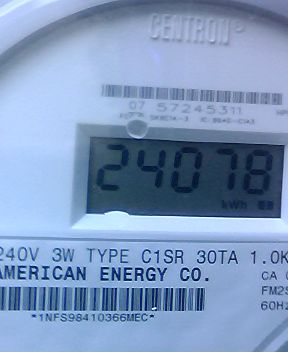 CENTRON®
07 57245311
24078
kWh
240V 3W TYPE C1SR 30TA 1.0K
AMERICAN ENERGY CO.
CA
FM2S
60HZ
*1NFS98410366MEC*